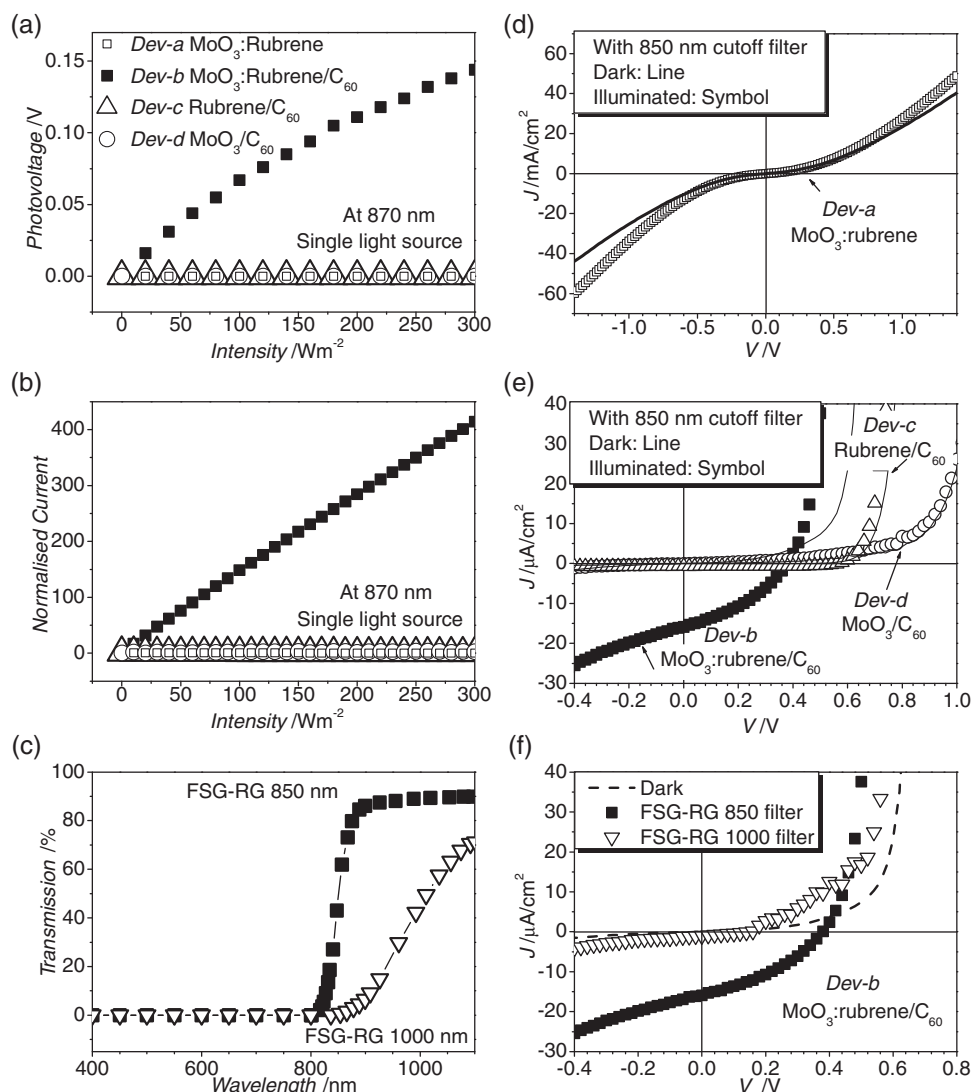 (a)
0.15
0.10
0.05
0.00
Photovoltage /V
Dev-a MoO₃:Rubrene
Dev-b MoO₃:Rubrene/C₆₀
Dev-c Rubrene/C₆₀
Dev-d MoO₃/C₆₀
At 870 nm
Single light source
0 50 100 150 200 250 300
Intensity /Wm⁻²
(b)
400
300
200
100
0
Normalised Current
At 870 nm
Single light source
0 50 100 150 200 250 300
Intensity /Wm⁻²
(c)
100
80
60
40
20
0
Transmission /%
FSG-RG 850 nm
FSG-RG 1000 nm
400 600 800 1000
Wavelength /nm
(d)
40
20
0
-20
-40
-60
J /mA/cm²
With 850 nm cutoff filter
Dark: Line
Illuminated: Symbol
Dev-a
MoO₃:rubrene
-1.0 -0.5 0.0 0.5 1.0
V /V
(e)
40
30
20
10
0
-10
-20
-30
J /μA/cm²
With 850 nm cutoff filter
Dark: Line
Illuminated: Symbol
Dev-c
Rubrene/C₆₀
Dev-d
MoO₃/C₆₀
Dev-b
MoO₃:rubrene/C₆₀
-0.4 -0.2 0.0 0.2 0.4 0.6 0.8 1.0
V /V
(f)
40
30
20
10
0
-10
-20
-30
J /μA/cm²
Dark
FSG-RG 850 filter
FSG-RG 1000 filter
Dev-b
MoO₃:rubrene/C₆₀
-0.4 -0.2 0.0 0.2 0.4 0.6 0.8
V /V